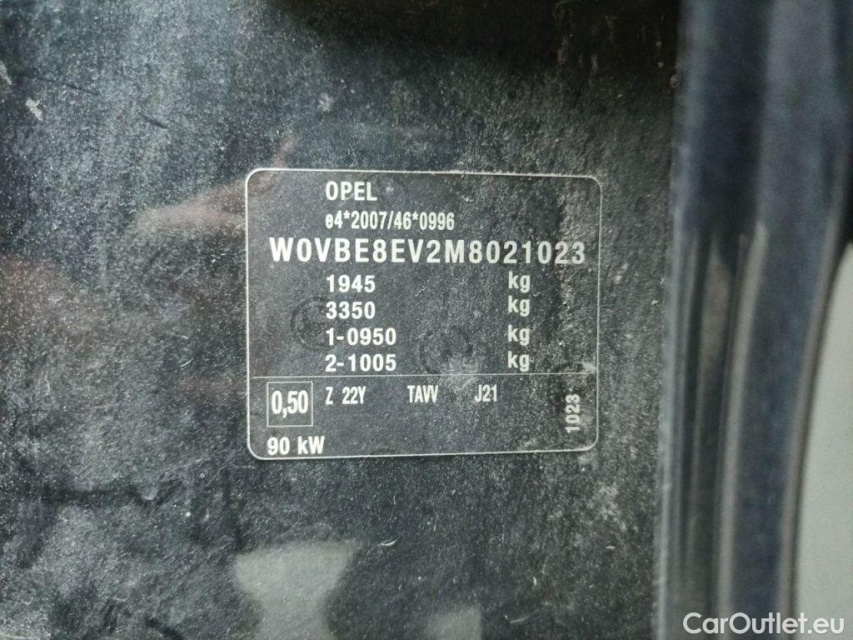 OPEL
e4*2007/46*0996
W0VBE8EV2M8021023
1945 kg
3350 kg
1-0950 kg
2-1005 kg
0,50 Z 22Y TAVV J21
1023
90 kW
CarOutlet.eu